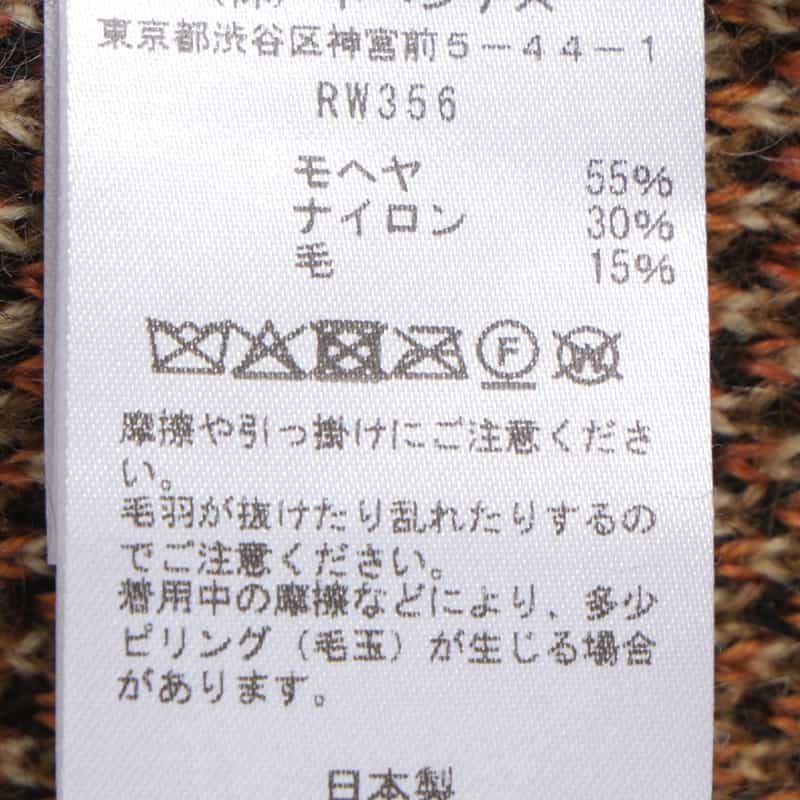 東京都渋谷区神宮前5-44-1
RW356
モヘヤ 55%
ナイロン 30%
毛 15%
F W
摩擦や引っ掛けにご注意くださ
い。
毛羽が抜けたり乱れたりするの
でご注意ください。
着用中の摩擦などにより、多少
ピリング（毛玉）が生じる場合
があります。
日本製